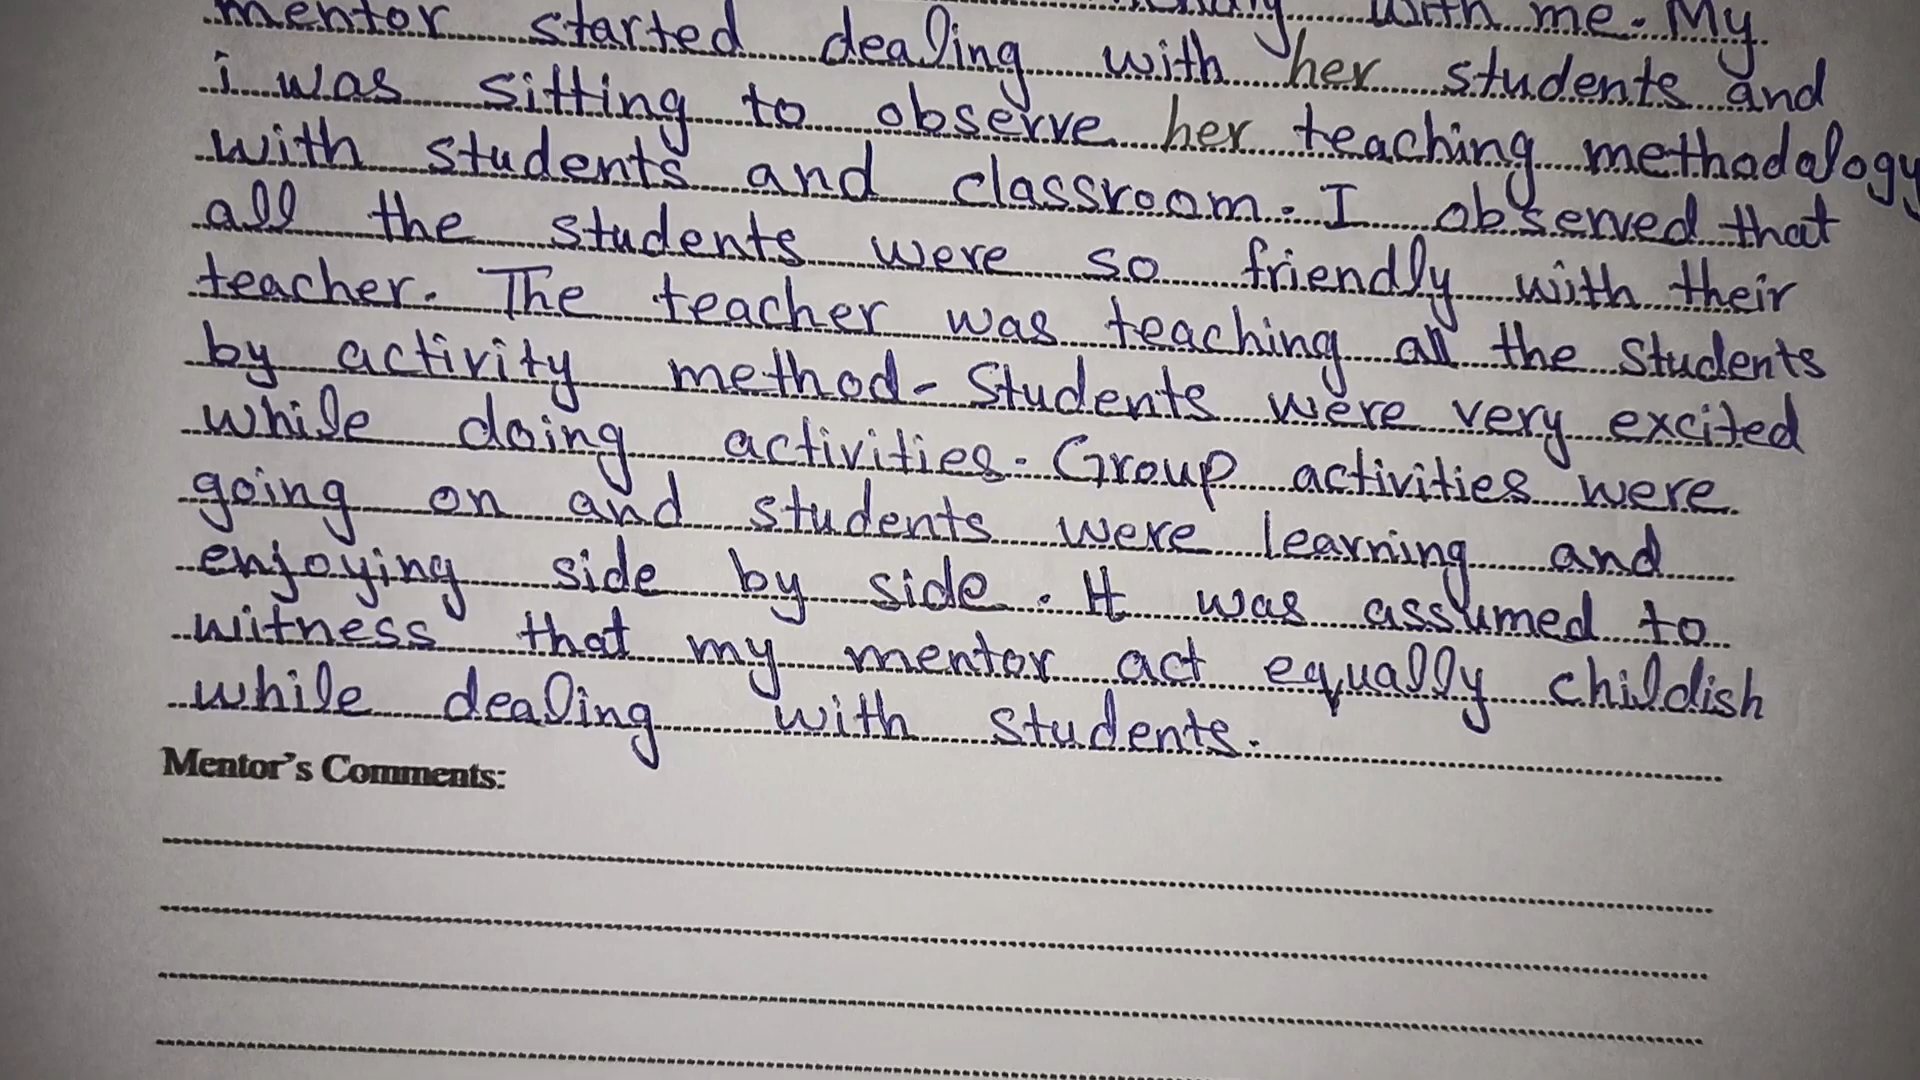 with me. My
mentor started dealing with her students and
i was sitting to observe her teaching methodology
with students and classroom. I observed that
all the students were so friendly with their
teacher. The teacher was teaching all the students
by activity method- Students were very excited
while doing activities. Group activities were
going on and students were learning and
enjoying side by side. It was assumed to
witness that my mentor act equally childish
while dealing with students.
Mentor's Comments: